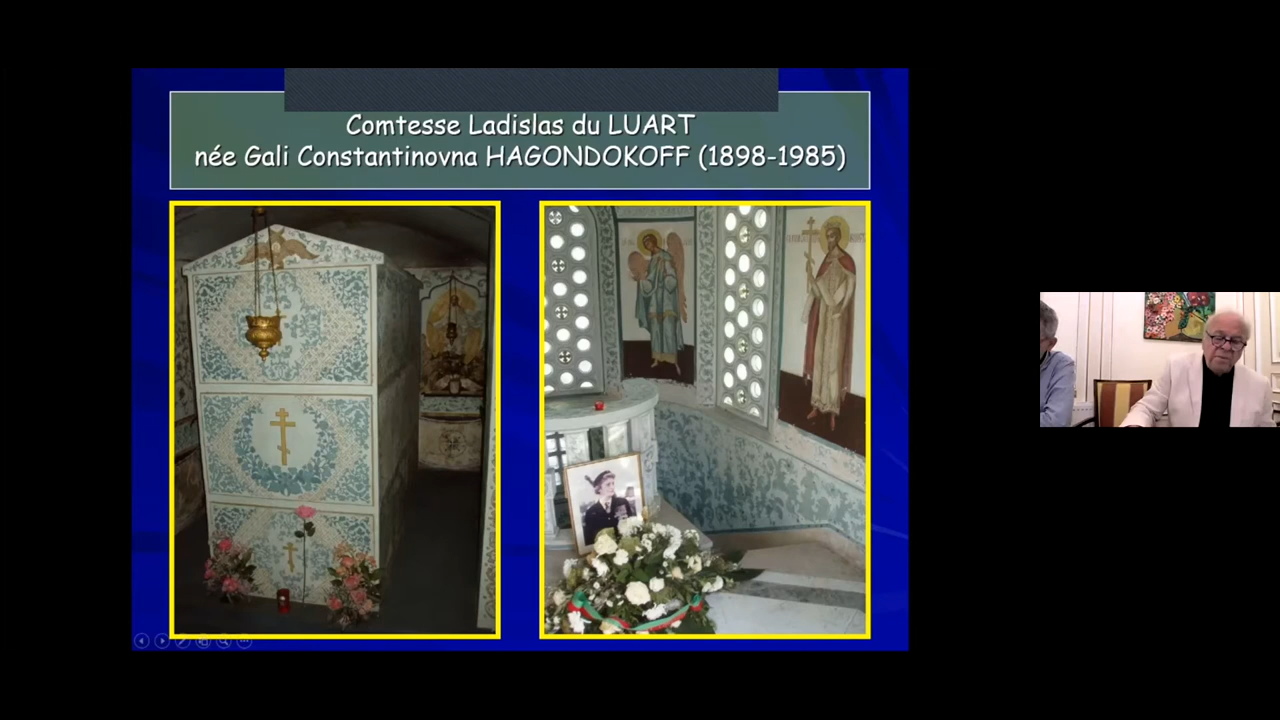 Comtesse Ladislas du LUART
née Gali Constantinovna HAGONDOKOFF (1898-1985)